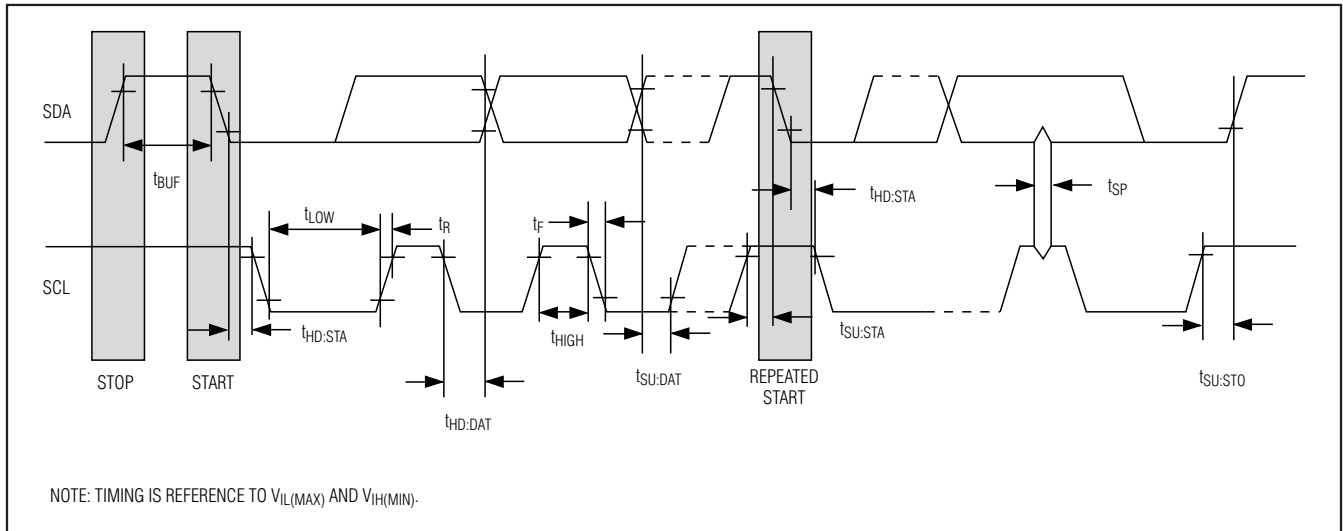 SDA
tBUF
tHD:STA
tSP
tLOW
tR
tF
SCL
tHD:STA
tHIGH
tSU:STA
tSU:DAT
tSU:STO
STOP
START
REPEATED
START
tHD:DAT
NOTE: TIMING IS REFERENCE TO VIL(MAX) AND VIH(MIN).